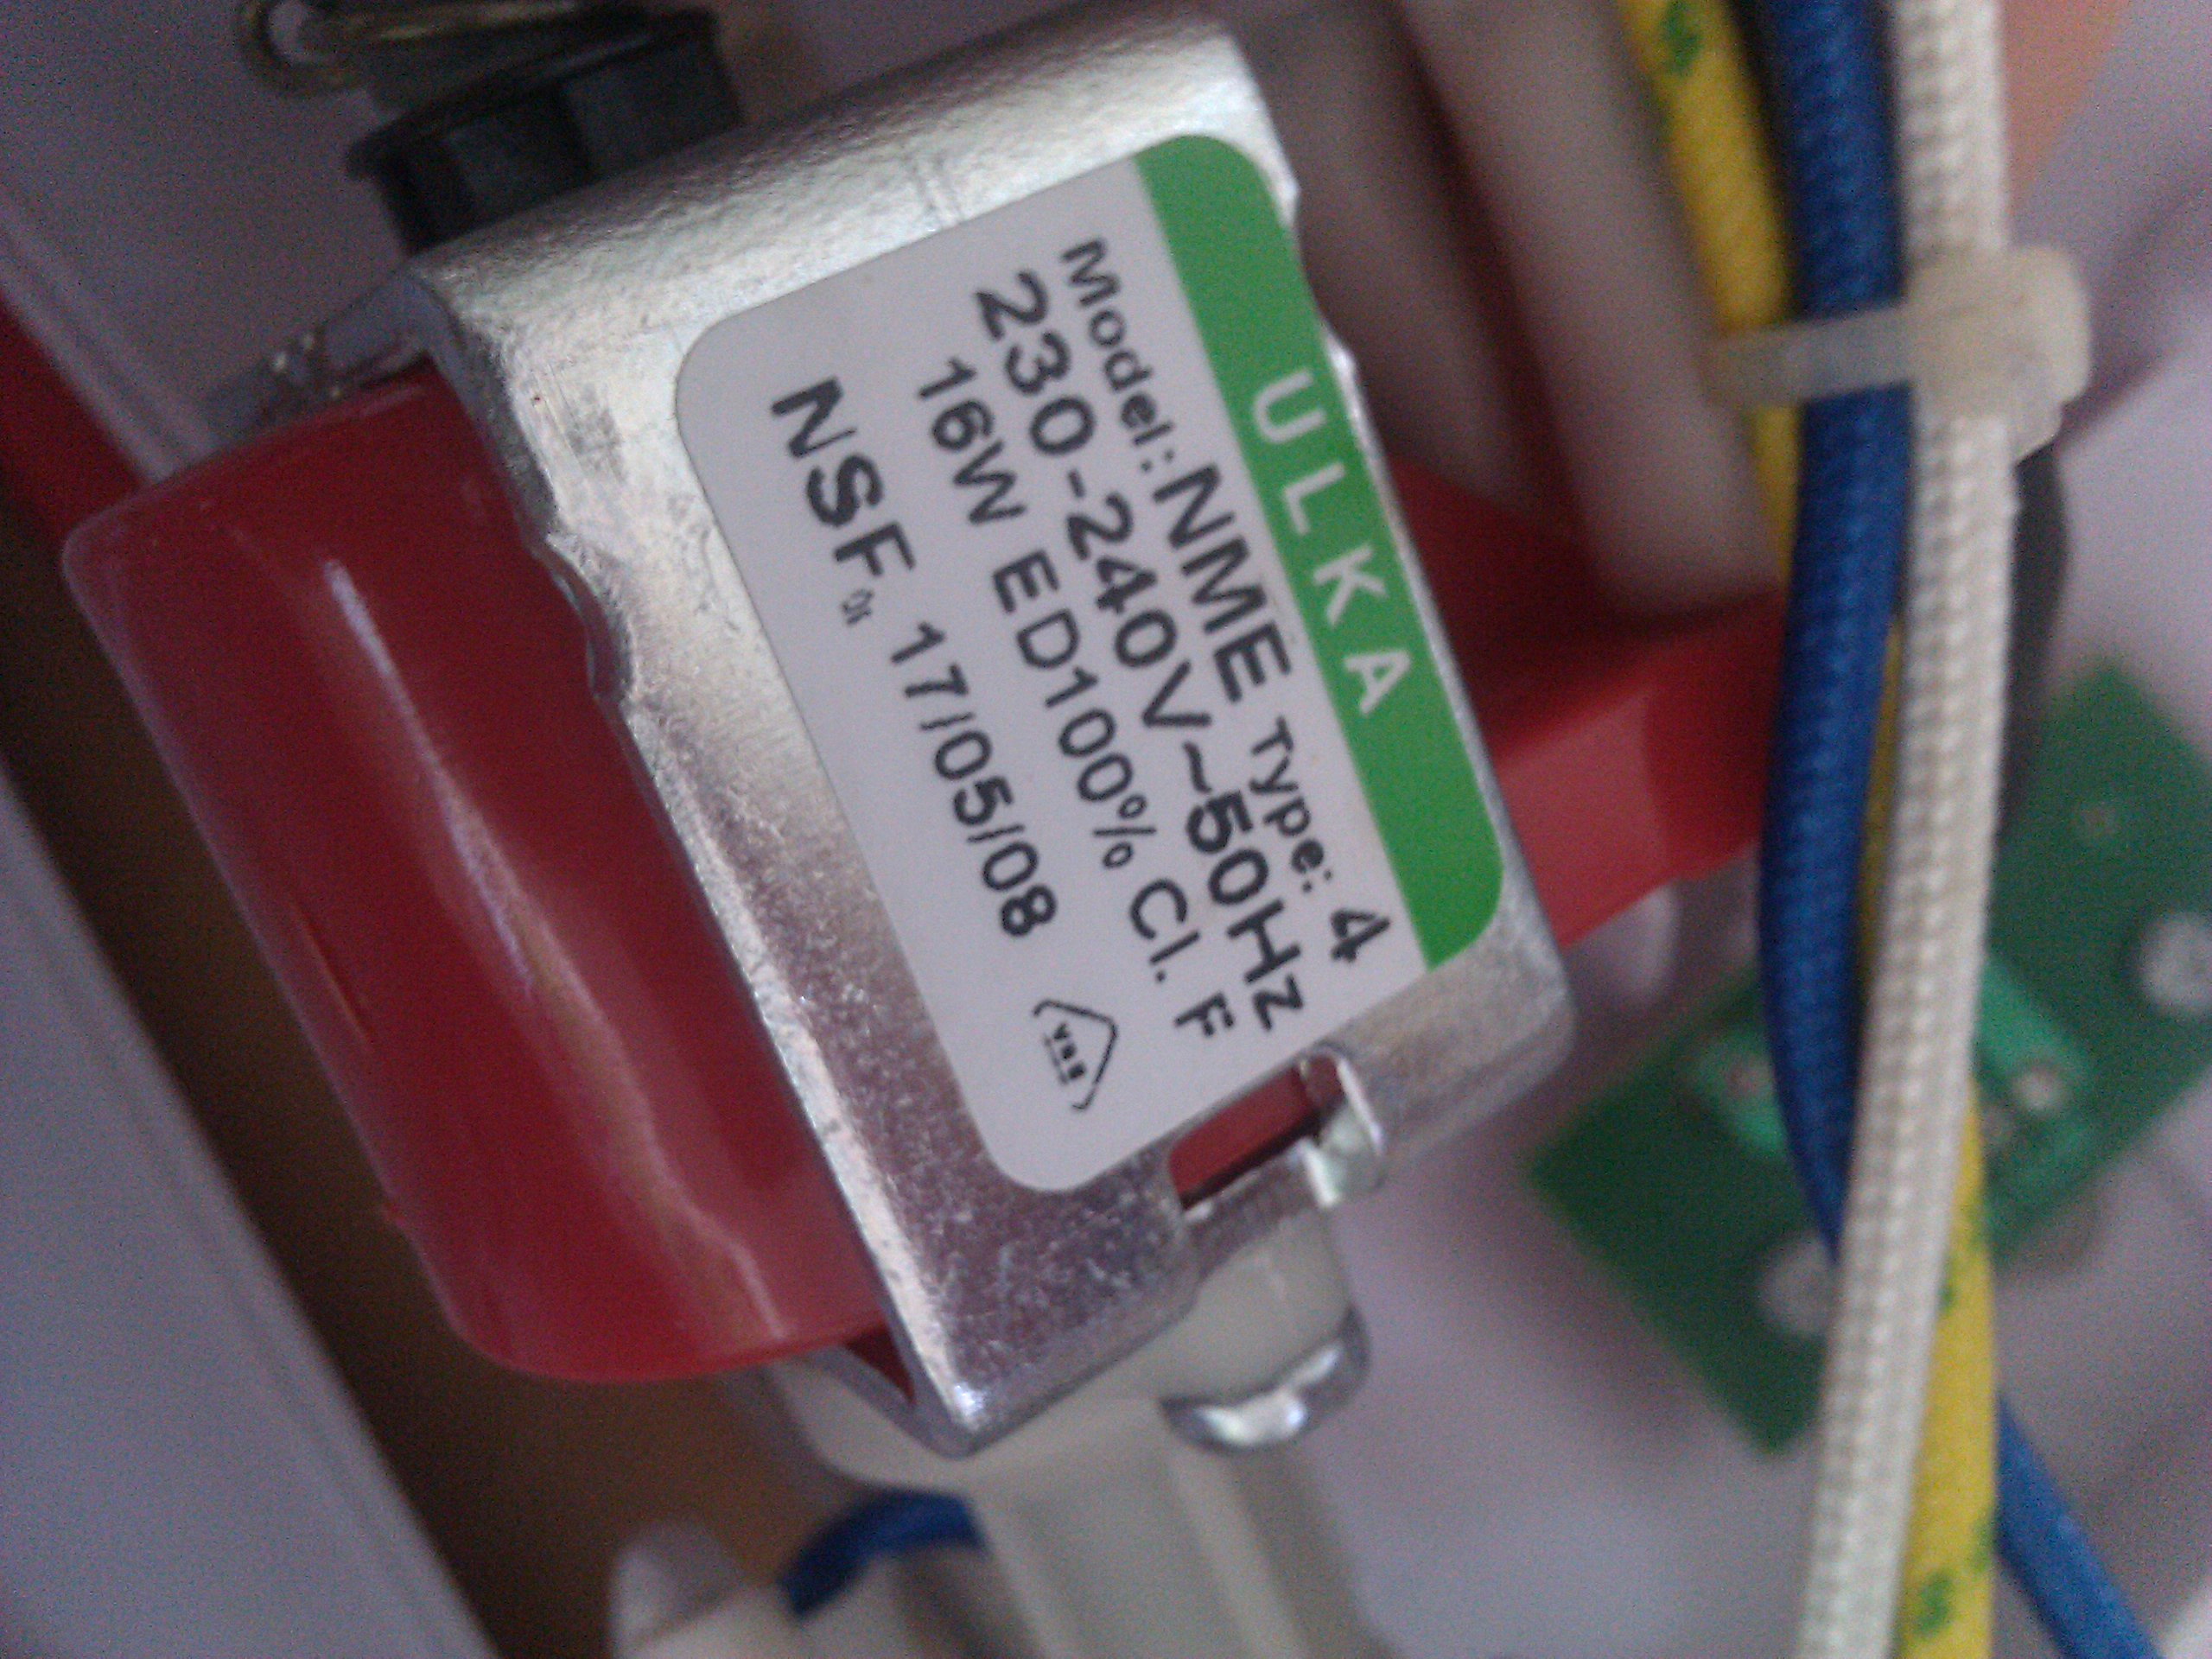 ULKA
Model: NME Type: 4
230-240V~50Hz
16W ED100% Cl. F
NSF 17/05/08